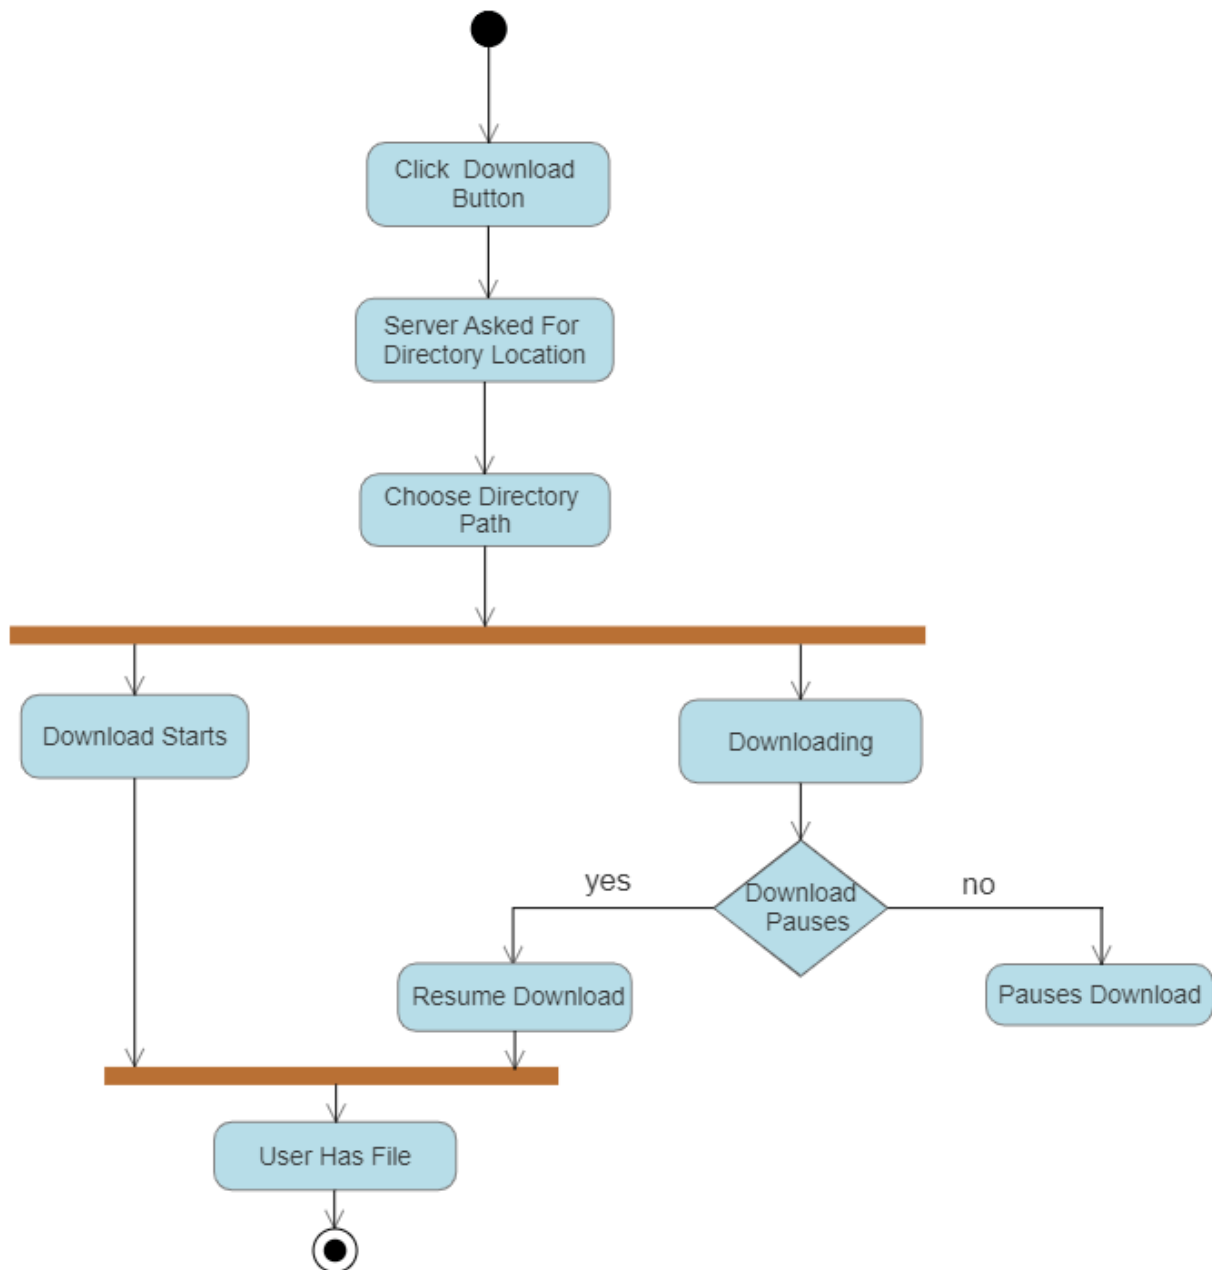 Click Download
Button
Server Asked For
Directory Location
Choose Directory
Path
Download Starts
Downloading
yes
Download
Pauses
no
Resume Download
Pauses Download
User Has File